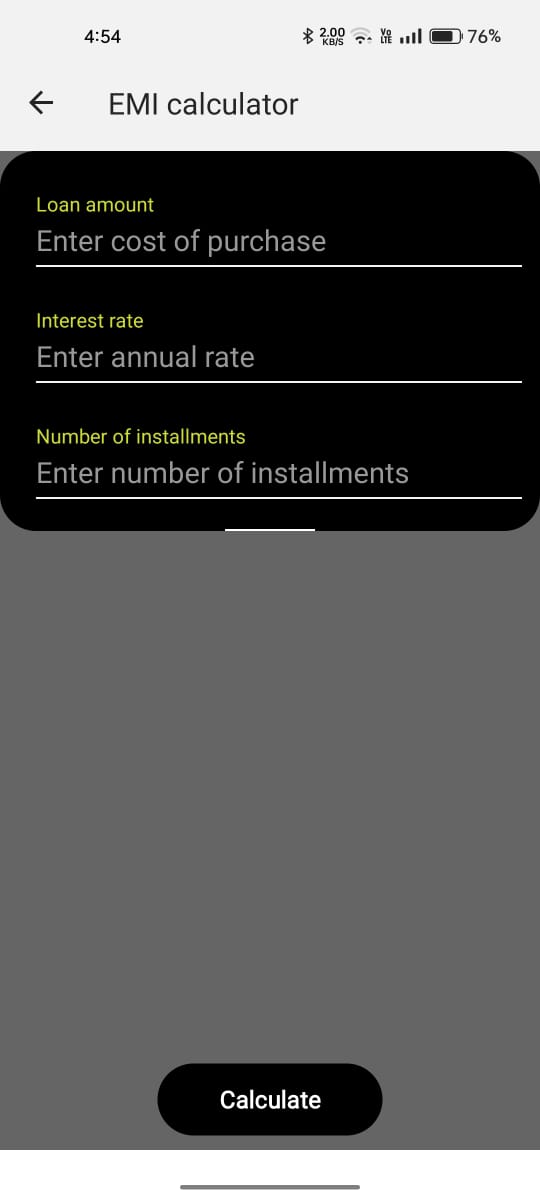 4:54
2.00 KB/S Vo LTE 76%
EMI calculator
Loan amount
Enter cost of purchase
Interest rate
Enter annual rate
Number of installments
Enter number of installments
Calculate